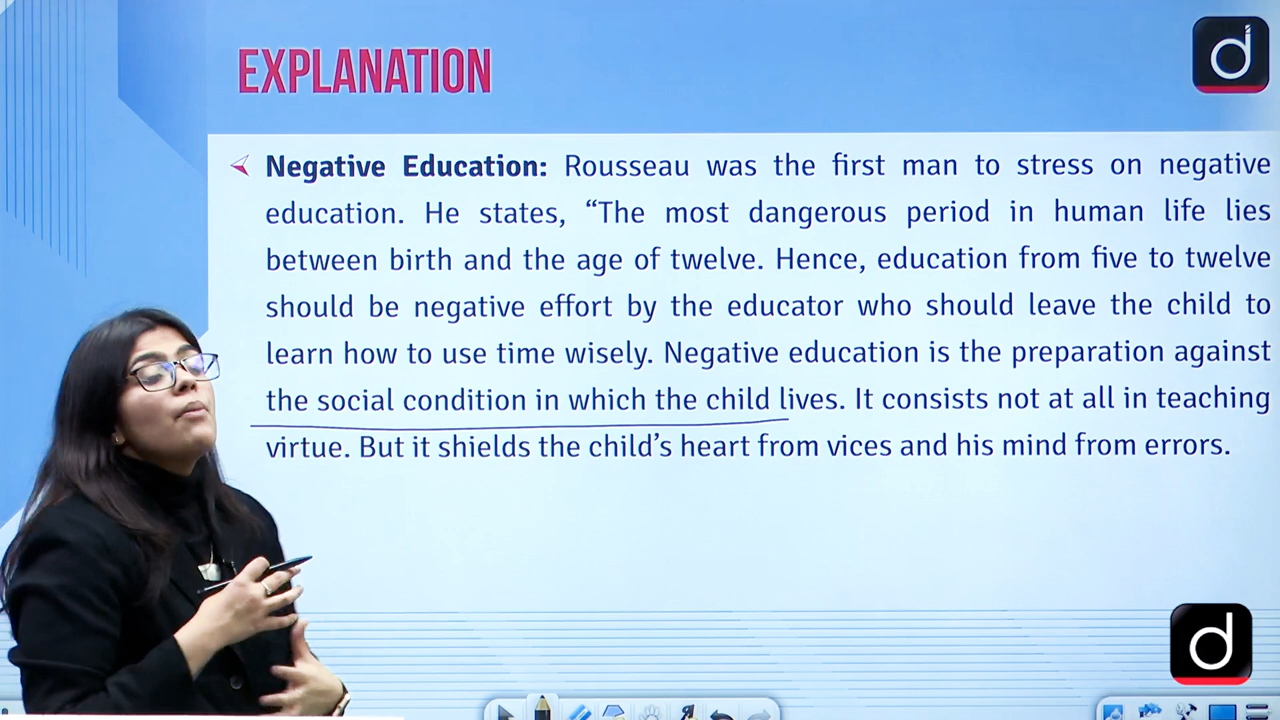 EXPLANATION
Negative Education: Rousseau was the first man to stress on negative
education. He states, “The most dangerous period in human life lies
between birth and the age of twelve. Hence, education from five to twelve
should be negative effort by the educator who should leave the child to
learn how to use time wisely. Negative education is the preparation against
the social condition in which the child lives. It consists not at all in teaching
virtue. But it shields the child’s heart from vices and his mind from errors.
d
d